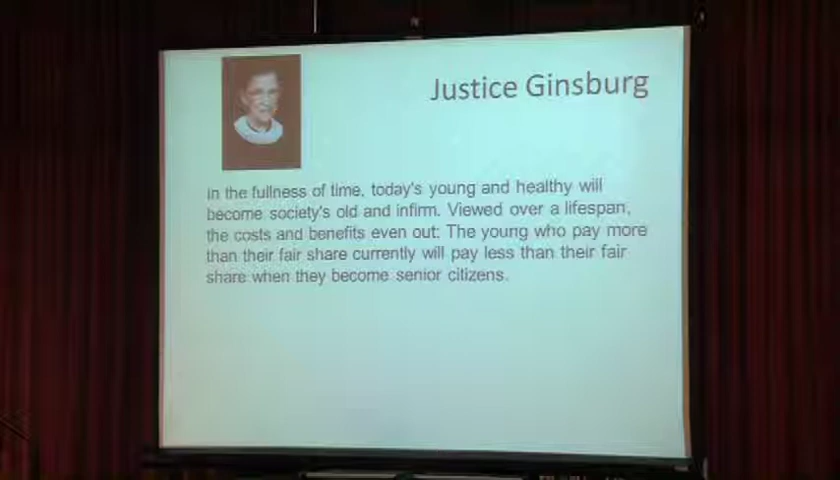 Justice Ginsburg
In the fullness of time, today's young and healthy will
become society's old and infirm. Viewed over a lifespan,
the costs and benefits even out: The young who pay more
than their fair share currently will pay less than their fair
share when they become senior citizens.